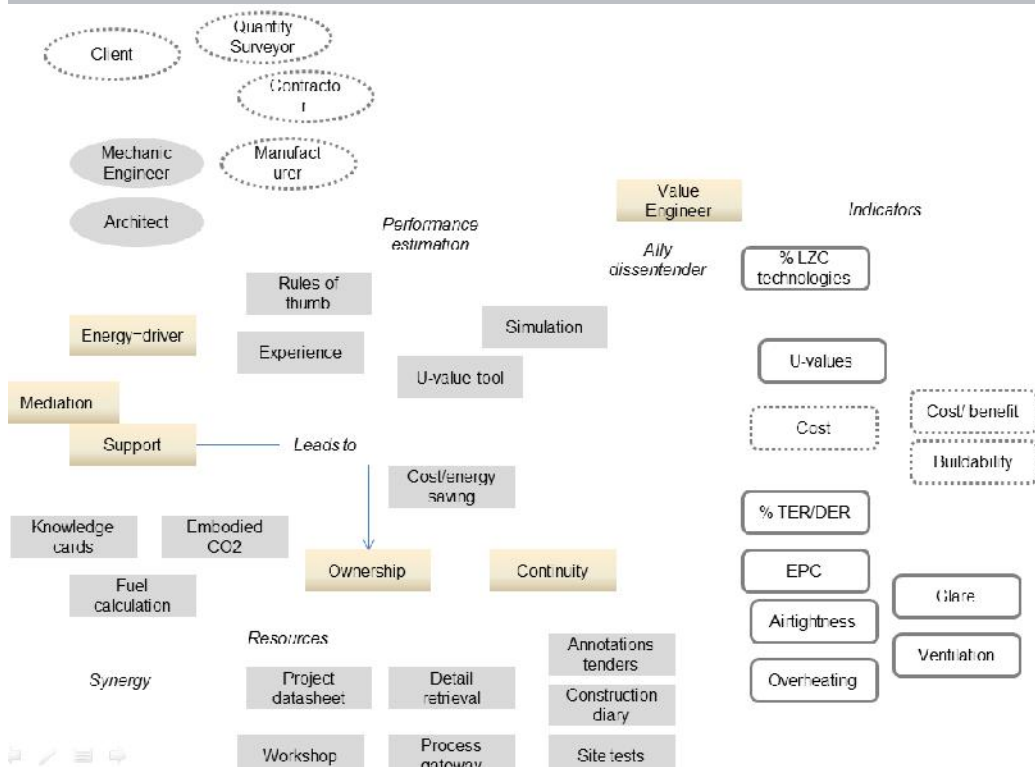 Client
Quantity
Surveyor
Contracto
r
Mechanic
Engineer
Manufact
urer
Architect
Performance
estimation
Value
Engineer
Indicators
Ally
dissentender
% LZC
technologies
Rules of
thumb
Simulation
Energy-driver
Experience
U-value tool
U-values
Mediation
Support
Leads to
Cost
Cost/ benefit
Buildability
Cost/energy
saving
Knowledge
cards
Embodied
CO2
% TER/DER
Fuel
calculation
Ownership
Continuity
EPC
Glare
Airtightness
Resources
Annotations
tenders
Ventilation
Synergy
Project
datasheet
Detail
retrieval
Construction
diary
Overheating
Workshop
Process
gateway
Site tests